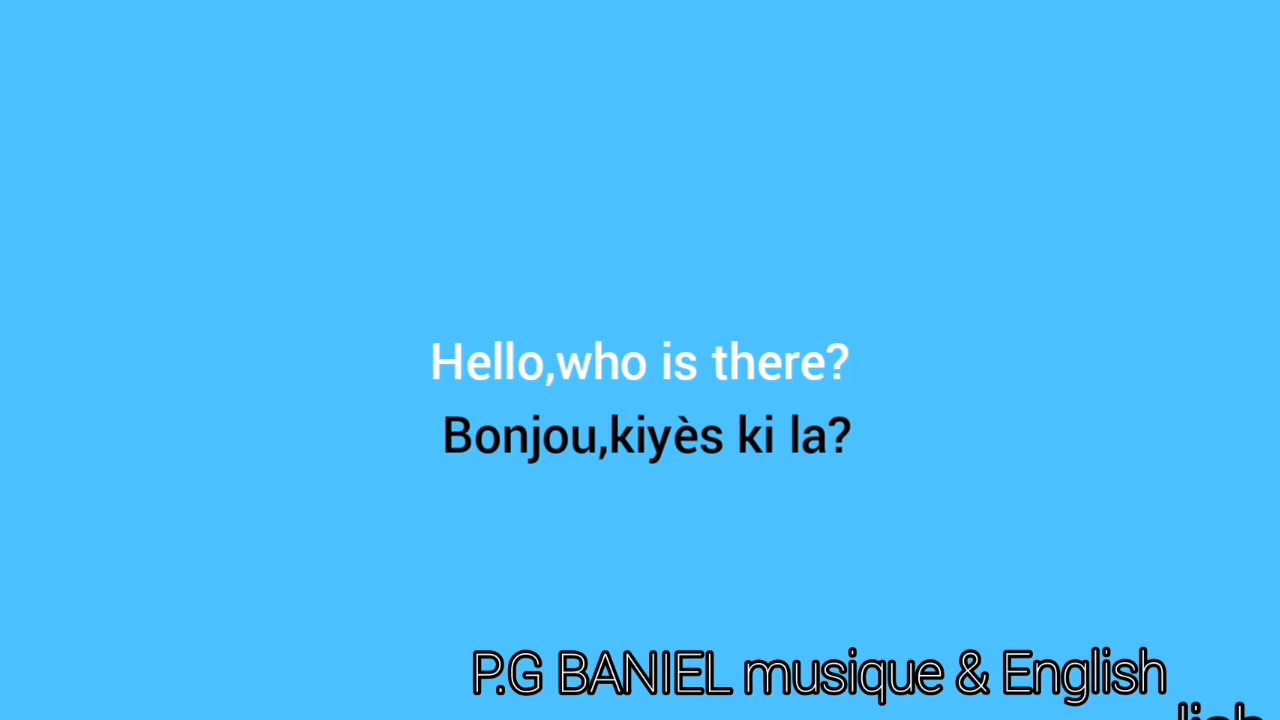 Hello,who is there?
Bonjou,kiyès ki la?
P.G BANIEL musique & English